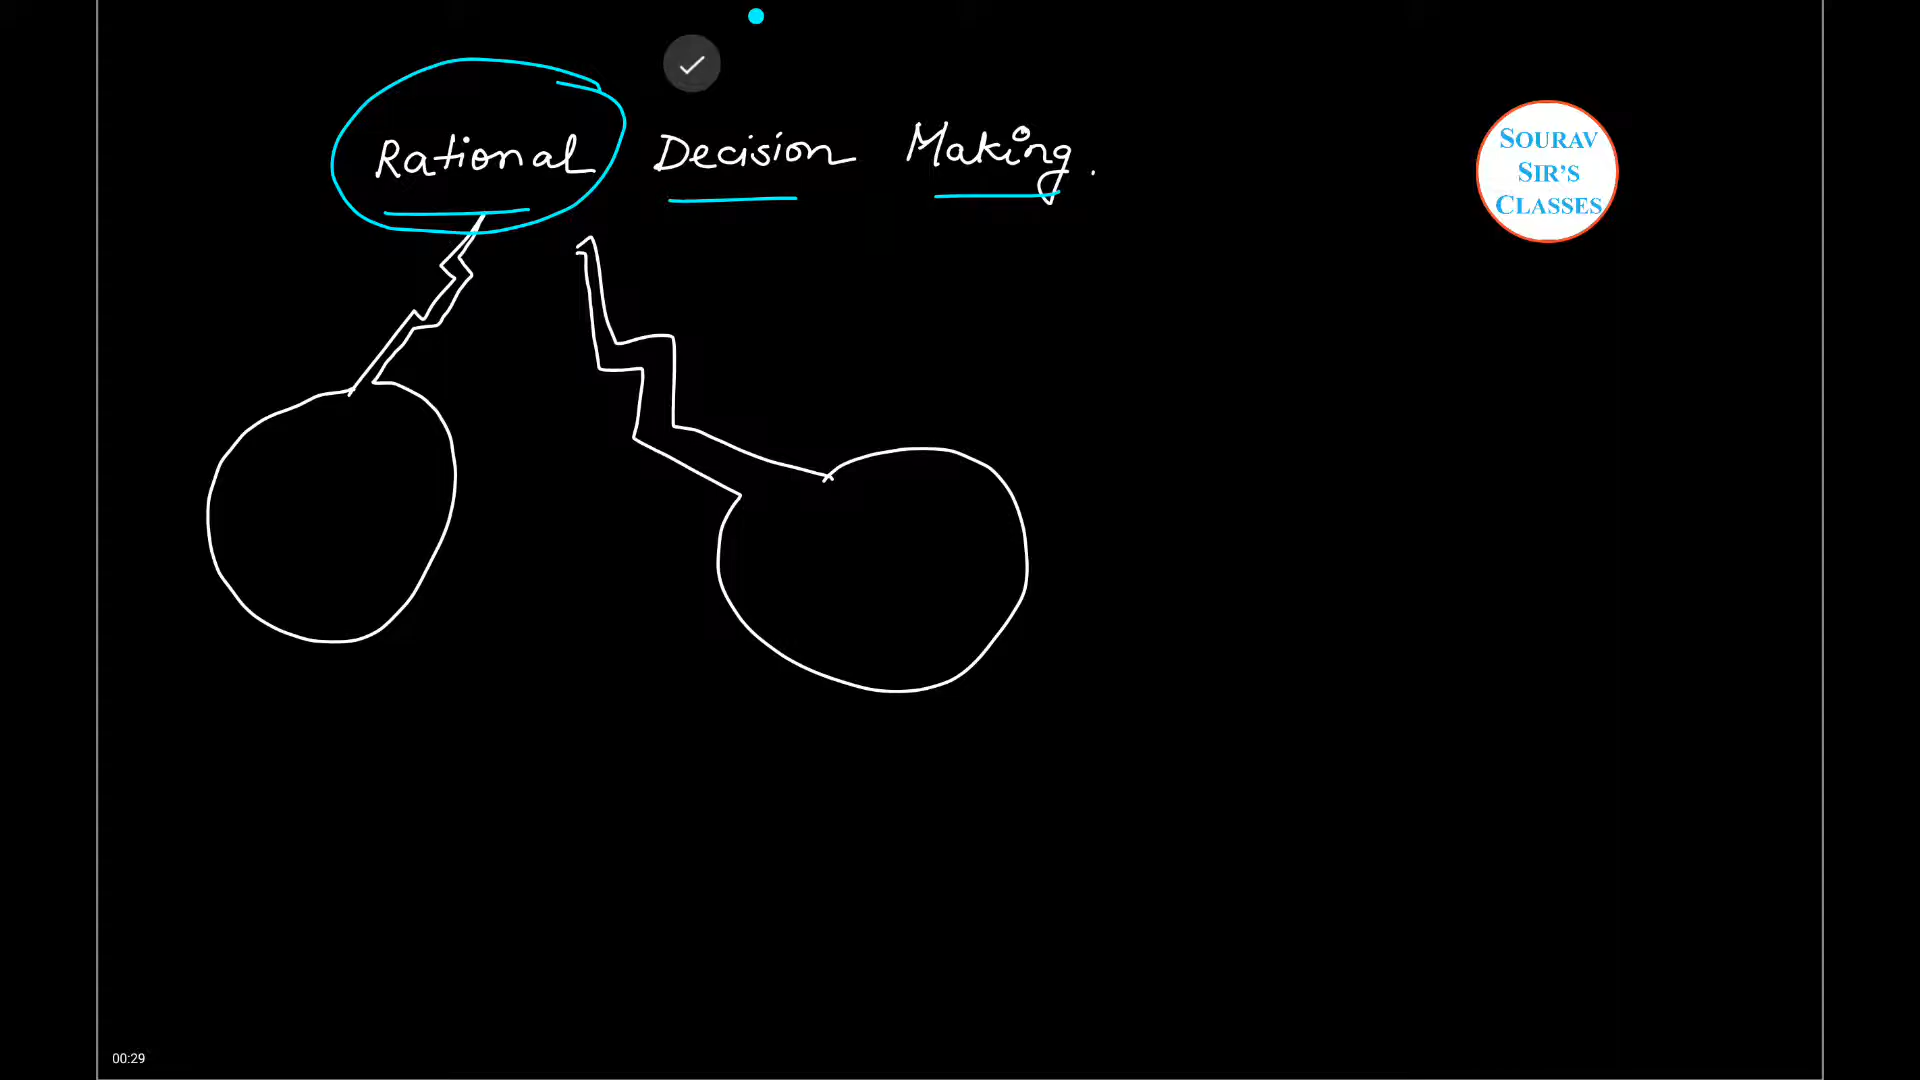 Rational Decision Making.
SOURAV
SIR'S
CLASSES
00:29